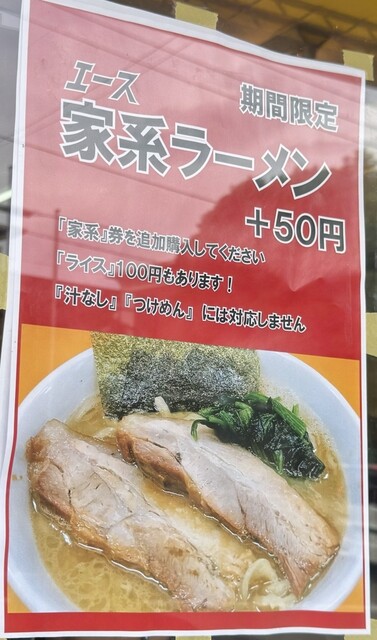 エース
期間限定
家系ラーメン
＋50円
『家系』券を追加購入してください
『ライス』100円もあります！
『汁なし』『つけめん』には対応しません